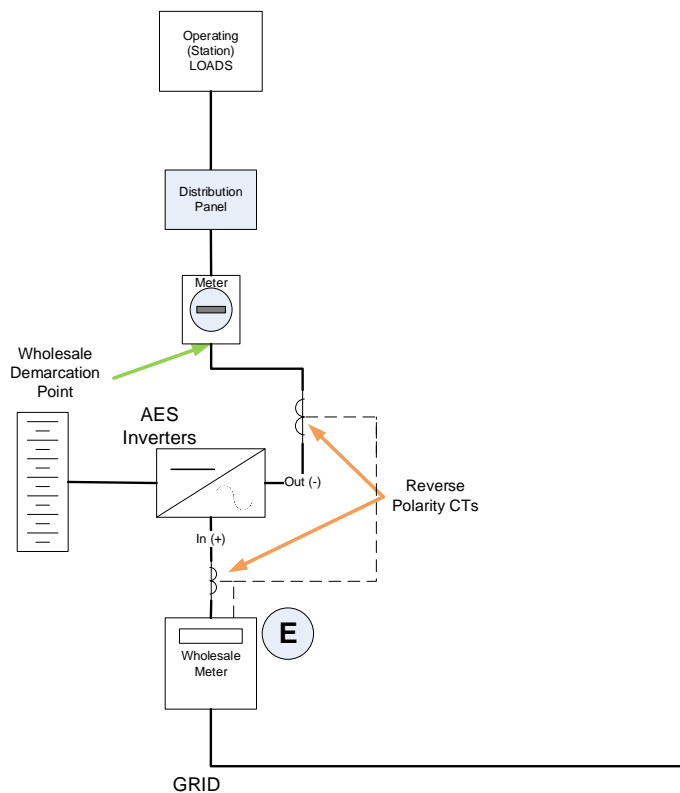 Operating
(Station)
LOADS
Distribution
Panel
Meter
Wholesale
Demarcation
Point
AES
Inverters
Out (-)
Reverse
Polarity CTs
In (+)
E
Wholesale
Meter
GRID